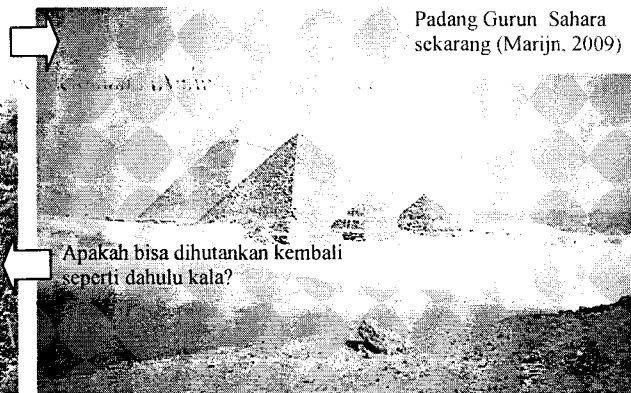 Padang Gurun Sahara
sekarang (Marijn, 2009)
Apakah bisa dihutankan kembali
seperti dahulu kala?